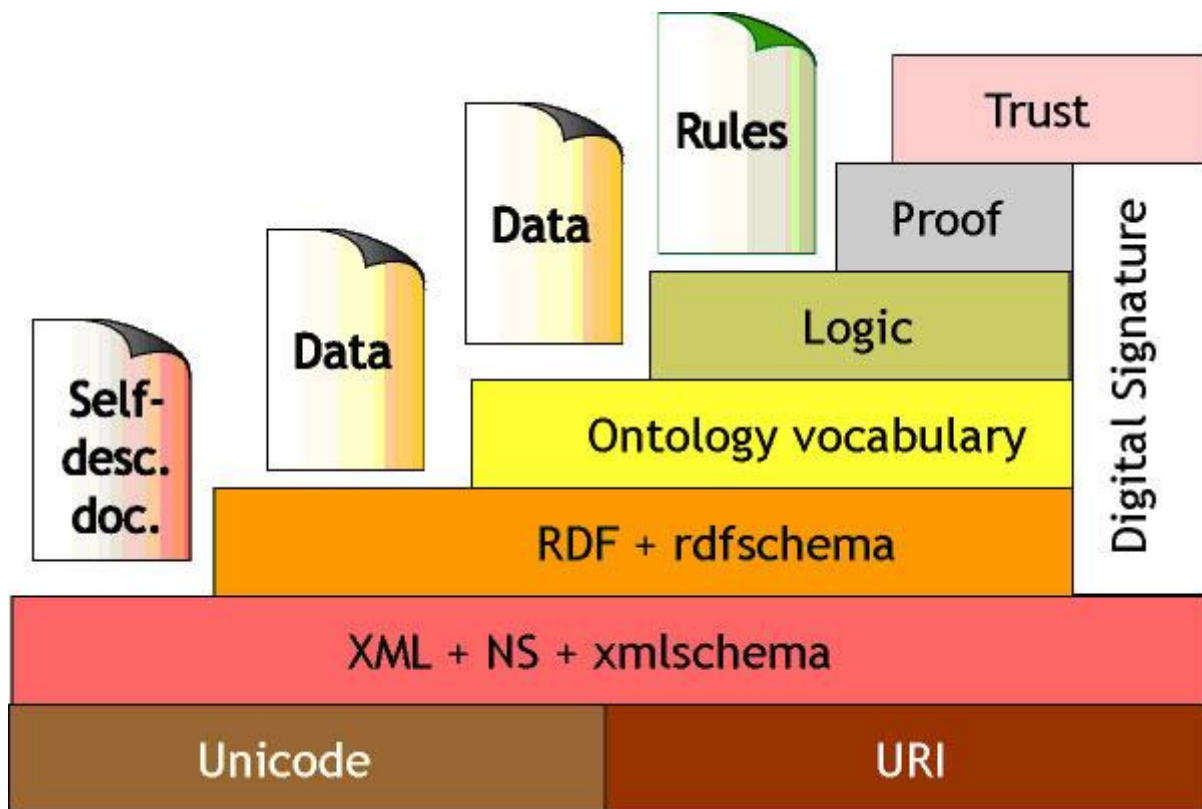 Rules
Trust
Data
Proof
Digital Signature
Data
Logic
Self-
desc.
doc.
Ontology vocabulary
RDF + rdfschema
XML + NS + xmlschema
Unicode
URI